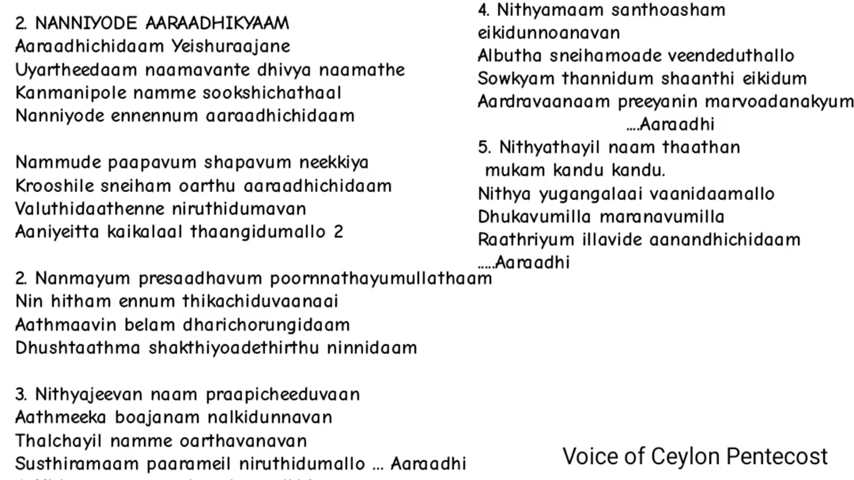 2. NANNIYODE AARAADHIKYAAM
Aaraadhichidaam Yeishuraajane
Uyartheedaam naamavante dhivya naamathe
Kanmanipole namme sookshichathaal
Nanniyode ennennum aaraadhichidaam
Nammude paapavum shapavum neekkiya
Krooshile sneiham oarthu aaraadhichidaam
Valuthidaathenne niruthidumavan
Aaniyeitta kaikalaal thaangidumallo 2
2. Nanmayum presaadhavum poornnathayumullathaam
Nin hitham ennum thikachiduvaanaai
Aathmaavin belam dharichorungidaam
Dhushtaathma shakthiyoadethirthu ninnidaam
3. Nithyajeevan naam praapicheeduvaan
Aathmeeka boajanam nalkidunnavan
Thalchayil namme oarthavanavan
Susthiramaam paarameil niruthidumallo ... Aaraadhi
4. Nithyamaam santhoasham
eikidunnoanavan
Albutha sneihamoade veendeduthallo
Sowkyam thannidum shaanthi eikidum
Aardravaanaam preeyanin marvoadanakyum
....Aaraadhi
5. Nithyathayil naam thaathan
mukam kandu kandu.
Nithya yugangalaai vaanidaamallo
Dhukavumilla maranavumilla
Raathriyum illavide aanandhichidaam
.....Aaraadhi
Voice of Ceylon Pentecost